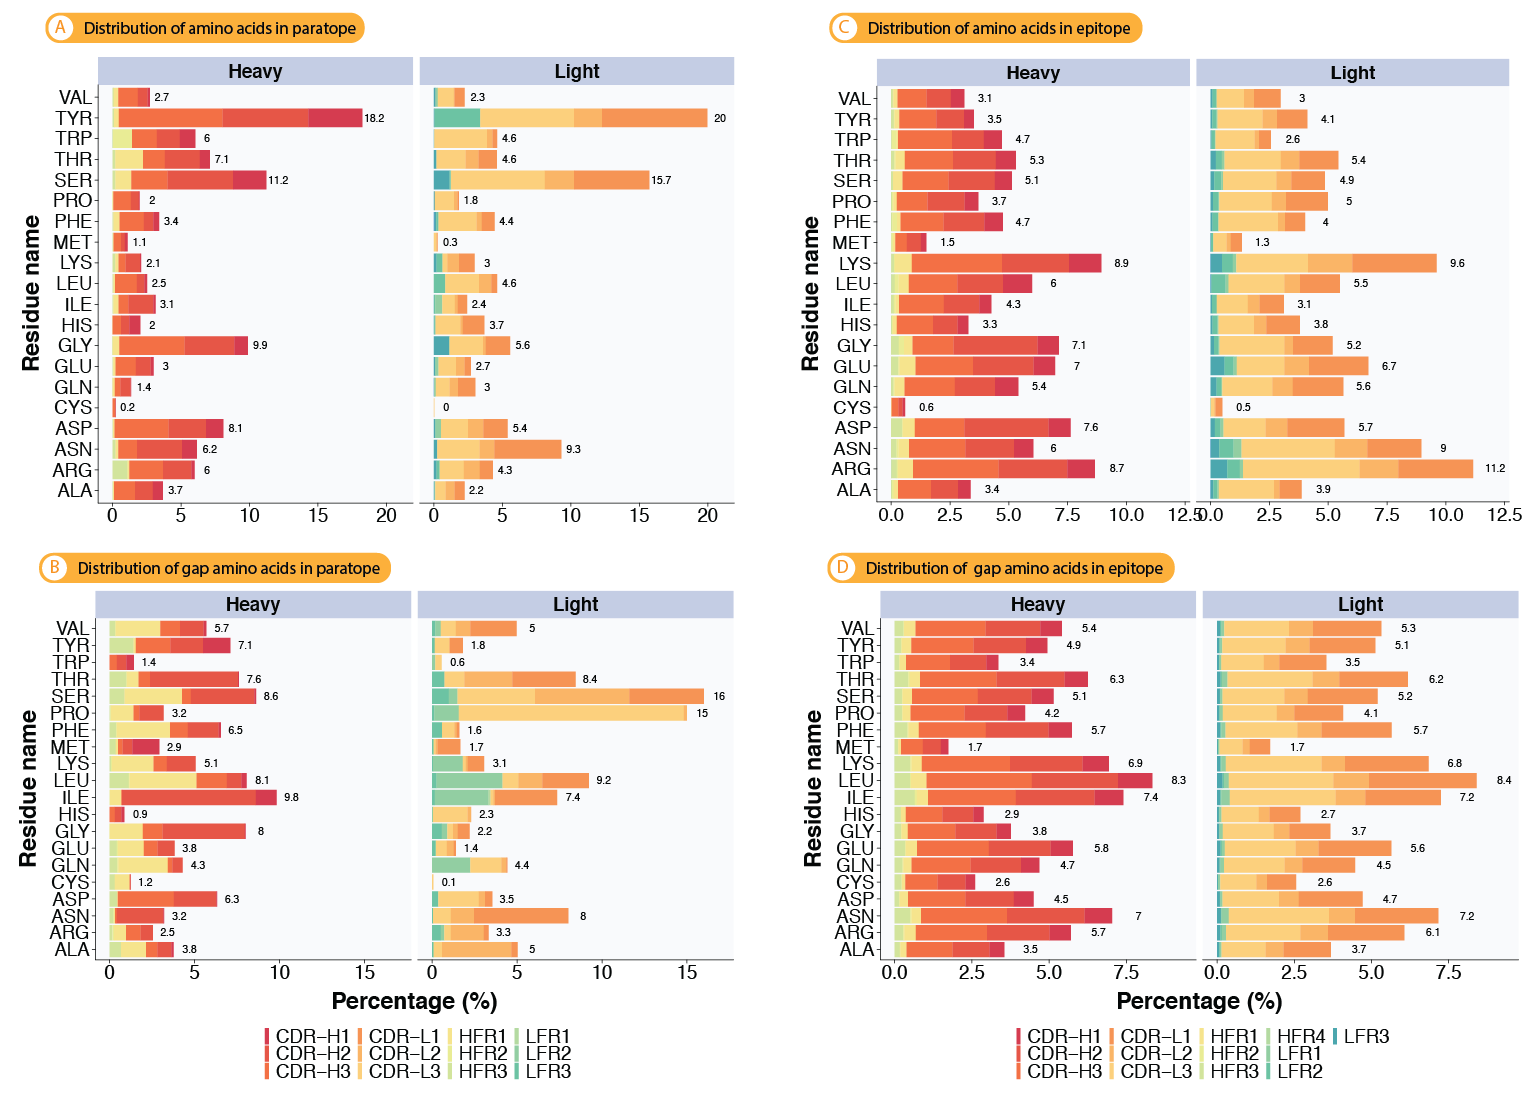 A Distribution of amino acids in paratope
Heavy Light
Residue name
VAL 2.7 2.3
TYR 18.2 20
TRP 6 4.6
THR 7.1 4.6
SER 11.2 15.7
PRO 2 1.8
PHE 3.4 4.4
MET 1.1 0.3
LYS 2.1 3
LEU 2.5 4.6
ILE 3.1 2.4
HIS 2 3.7
GLY 9.9 5.6
GLU 3 2.7
GLN 1.4 3
CYS 0.2 0
ASP 8.1 5.4
ASN 6.2 9.3
ARG 6 4.3
ALA 3.7 2.2
0 5 10 15 20 0 5 10 15 20
C Distribution of amino acids in epitope
Heavy Light
Residue name
VAL 3.1 3
TYR 3.5 4.1
TRP 4.7 2.6
THR 5.3 5.4
SER 5.1 4.9
PRO 3.7 5
PHE 4.7 4
MET 1.5 1.3
LYS 8.9 9.6
LEU 6 5.5
ILE 4.3 3.1
HIS 3.3 3.8
GLY 7.1 5.2
GLU 7 6.7
GLN 5.4 5.6
CYS 0.6 0.5
ASP 7.6 5.7
ASN 6 9
ARG 8.7 11.2
ALA 3.4 3.9
0.0 2.5 5.0 7.5 10.0 12.5 0.0 2.5 5.0 7.5 10.0 12.5
B Distribution of gap amino acids in paratope
Heavy Light
Residue name
VAL 5.7 5
TYR 7.1 1.8
TRP 1.4 0.6
THR 7.6 8.4
SER 8.6 16
PRO 3.2 15
PHE 6.5 1.6
MET 2.9 1.7
LYS 5.1 3.1
LEU 8.1 9.2
ILE 9.8 7.4
HIS 0.9 2.3
GLY 8 2.2
GLU 3.8 1.4
GLN 4.3 4.4
CYS 1.2 0.1
ASP 6.3 3.5
ASN 3.2 8
ARG 2.5 3.3
ALA 3.8 5
0 5 10 15 0 5 10 15
Percentage (%)
CDR–H1 CDR–L1 HFR1 LFR1
CDR–H2 CDR–L2 HFR2 LFR2
CDR–H3 CDR–L3 HFR3 LFR3
D Distribution of gap amino acids in epitope
Heavy Light
Residue name
VAL 5.4 5.3
TYR 4.9 5.1
TRP 3.4 3.5
THR 6.3 6.2
SER 5.1 5.2
PRO 4.2 4.1
PHE 5.7 5.7
MET 1.7 1.7
LYS 6.9 6.8
LEU 8.3 8.4
ILE 7.4 7.2
HIS 2.9 2.7
GLY 3.8 3.7
GLU 5.8 5.6
GLN 4.7 4.5
CYS 2.6 2.6
ASP 4.5 4.7
ASN 7 7.2
ARG 5.7 6.1
ALA 3.5 3.7
0.0 2.5 5.0 7.5 0.0 2.5 5.0 7.5
Percentage (%)
CDR–H1 CDR–L1 HFR1 HFR4 LFR3
CDR–H2 CDR–L2 HFR2 LFR1
CDR–H3 CDR–L3 HFR3 LFR2